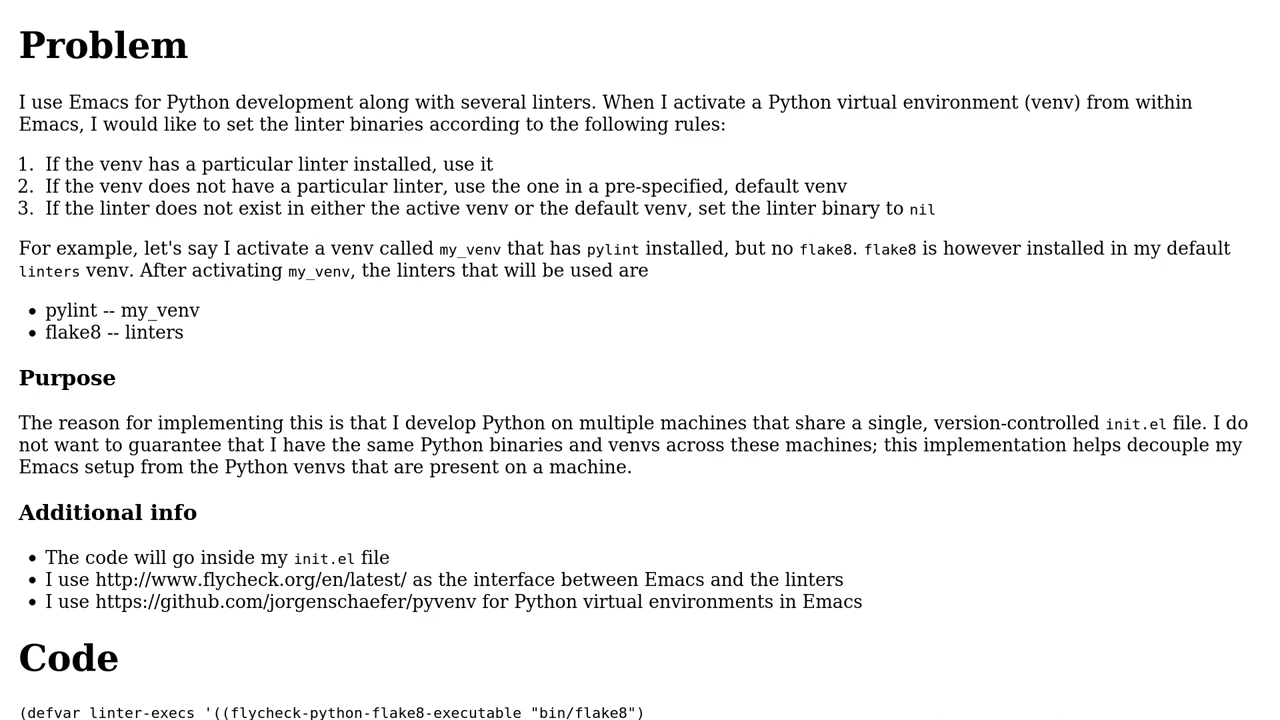 Problem
I use Emacs for Python development along with several linters. When I activate a Python virtual environment (venv) from within
Emacs, I would like to set the linter binaries according to the following rules:
1. If the venv has a particular linter installed, use it
2. If the venv does not have a particular linter, use the one in a pre-specified, default venv
3. If the linter does not exist in either the active venv or the default venv, set the linter binary to nil
For example, let's say I activate a venv called my_venv that has pylint installed, but no flake8. flake8 is however installed in my default
linters venv. After activating my_venv, the linters that will be used are
• pylint -- my_venv
• flake8 -- linters
Purpose
The reason for implementing this is that I develop Python on multiple machines that share a single, version-controlled init.el file. I do
not want to guarantee that I have the same Python binaries and venvs across these machines; this implementation helps decouple my
Emacs setup from the Python venvs that are present on a machine.
Additional info
• The code will go inside my init.el file
• I use http://www.flycheck.org/en/latest/ as the interface between Emacs and the linters
• I use https://github.com/jorgenschaefer/pyvenv for Python virtual environments in Emacs
Code
(defvar linter-execs '((flycheck-python-flake8-executable "bin/flake8")